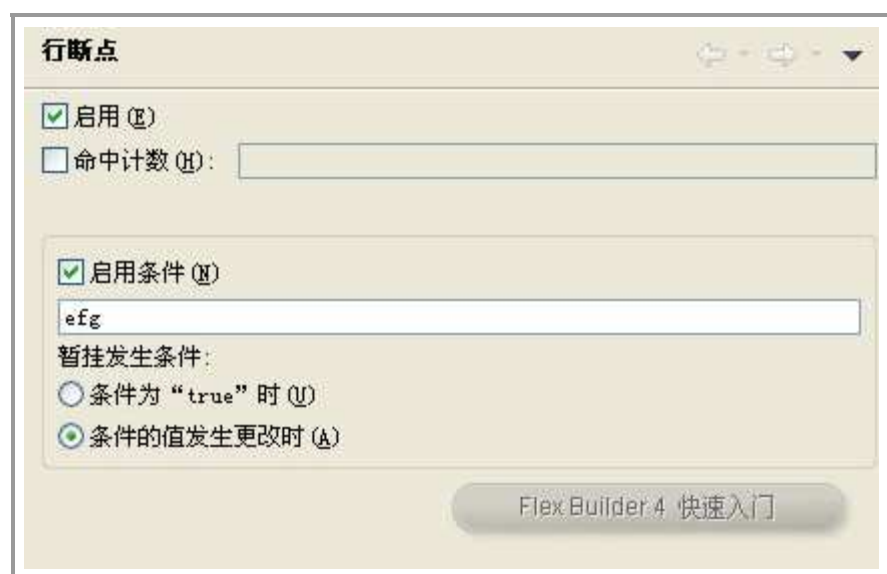 行断点
启用(E)
命中计数(H):
启用条件(N)
efg
暂挂发生条件:
条件为“true”时(U)
条件的值发生更改时(A)
Flex Builder 4 快速入门